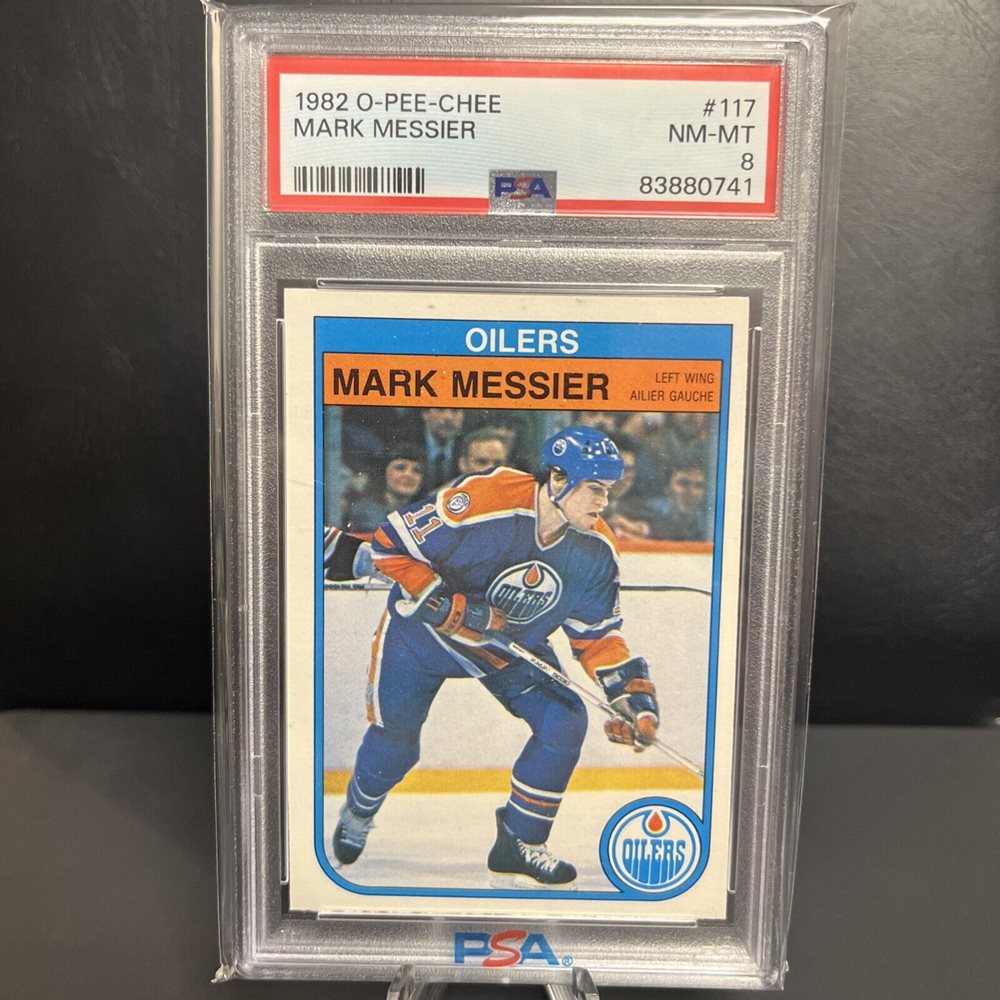 1982 O-PEE-CHEE
MARK MESSIER
#117
NM-MT
8
83880741
PSA
OILERS
MARK MESSIER
LEFT WING
AILIER GAUCHE
11
OILERS
OILERS
PSA®